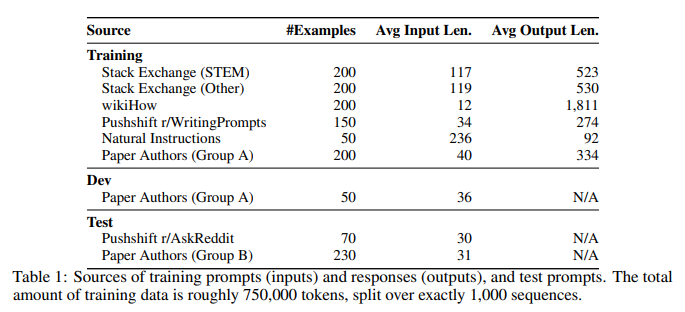 Source #Examples Avg Input Len. Avg Output Len.
Training
Stack Exchange (STEM) 200 117 523
Stack Exchange (Other) 200 119 530
wikiHow 200 12 1,811
Pushshift r/WritingPrompts 150 34 274
Natural Instructions 50 236 92
Paper Authors (Group A) 200 40 334
Dev
Paper Authors (Group A) 50 36 N/A
Test
Pushshift r/AskReddit 70 30 N/A
Paper Authors (Group B) 230 31 N/A
Table 1: Sources of training prompts (inputs) and responses (outputs), and test prompts. The total
amount of training data is roughly 750,000 tokens, split over exactly 1,000 sequences.